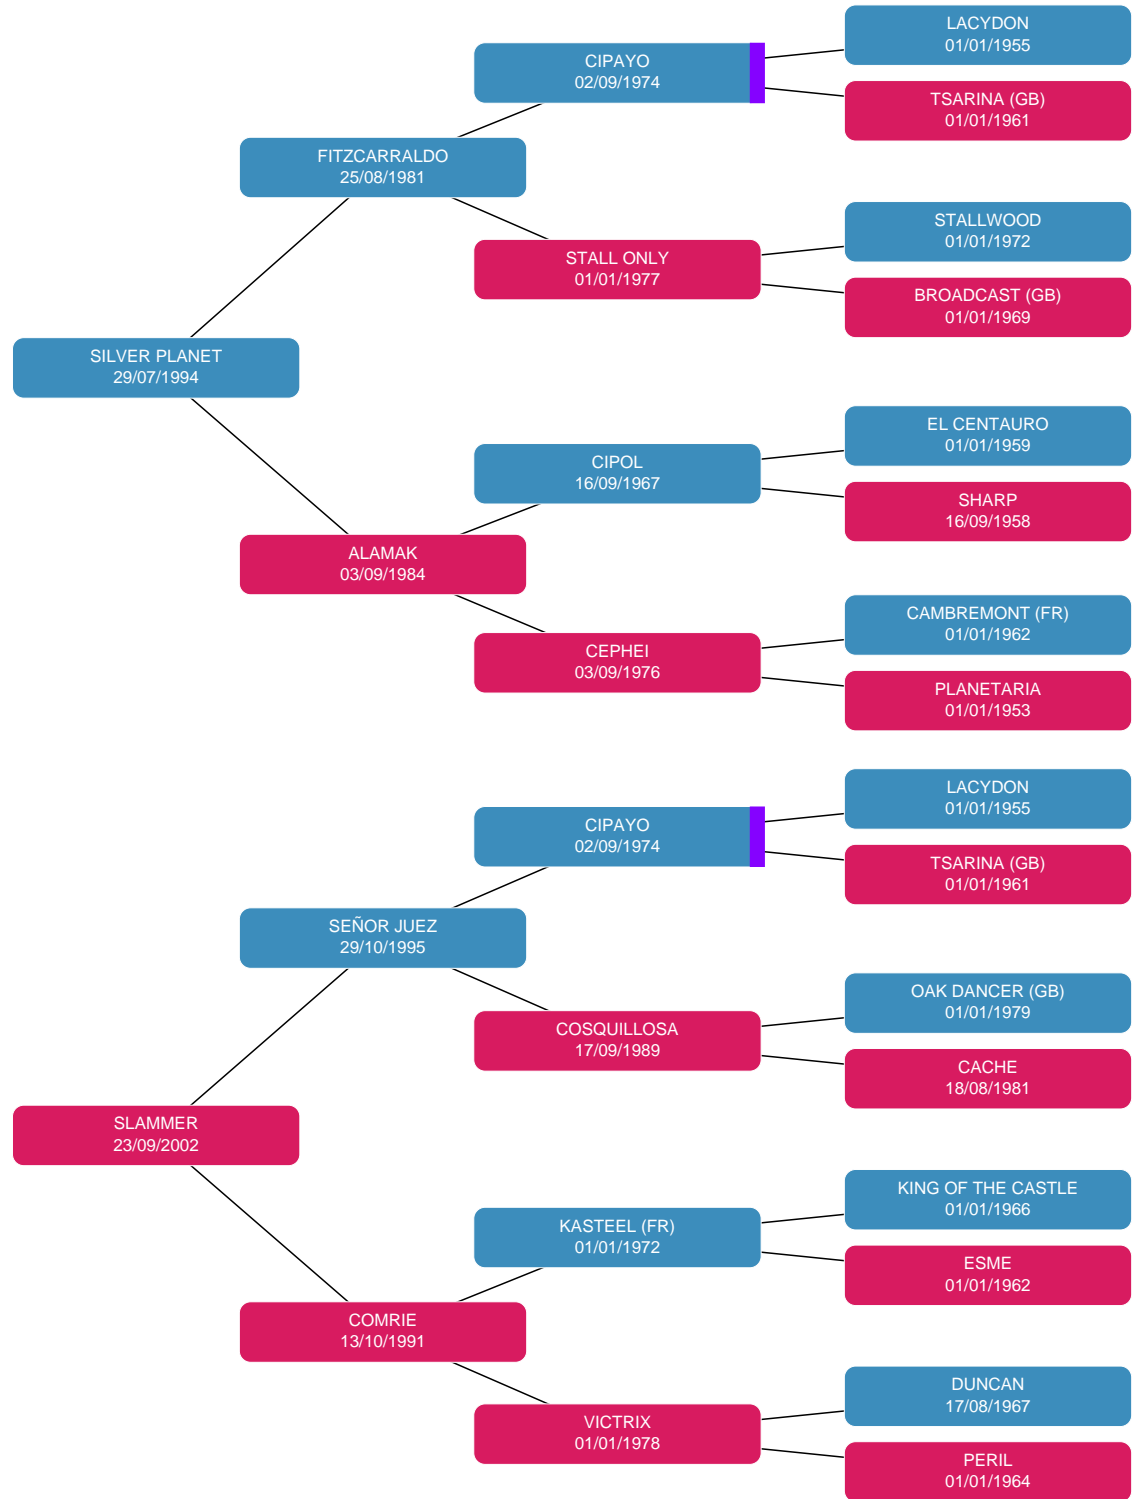 LACYDON
01/01/1955
CIPAYO
02/09/1974
TSARINA (GB)
01/01/1961
FITZCARRALDO
25/08/1981
STALLWOOD
01/01/1972
STALL ONLY
01/01/1977
BROADCAST (GB)
01/01/1969
SILVER PLANET
29/07/1994
EL CENTAURO
01/01/1959
CIPOL
16/09/1967
SHARP
16/09/1958
ALAMAK
03/09/1984
CAMBREMONT (FR)
01/01/1962
CEPHEI
03/09/1976
PLANETARIA
01/01/1953
LACYDON
01/01/1955
CIPAYO
02/09/1974
TSARINA (GB)
01/01/1961
SEÑOR JUEZ
29/10/1995
OAK DANCER (GB)
01/01/1979
COSQUILLOSA
17/09/1989
CACHE
18/08/1981
SLAMMER
23/09/2002
KING OF THE CASTLE
01/01/1966
KASTEEL (FR)
01/01/1972
ESME
01/01/1962
COMRIE
13/10/1991
DUNCAN
17/08/1967
VICTRIX
01/01/1978
PERIL
01/01/1964